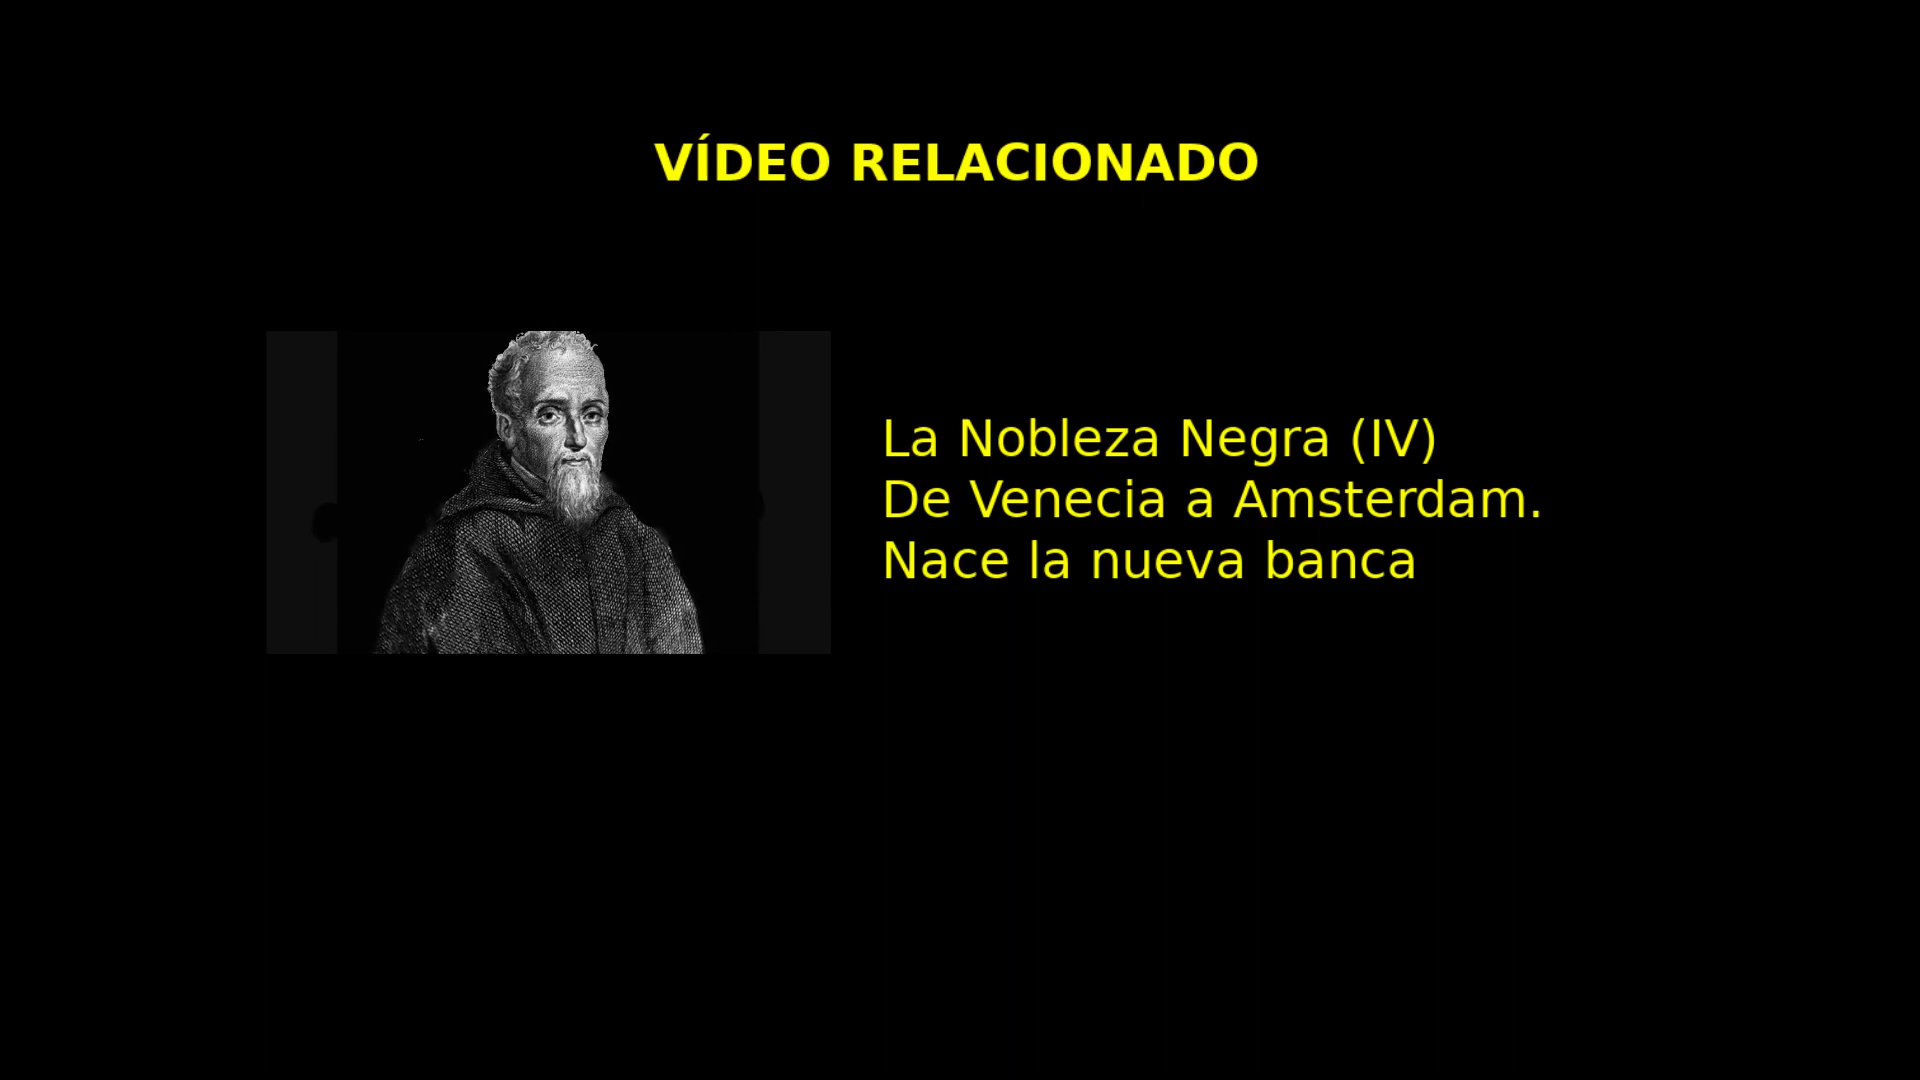 VÍDEO RELACIONADO
La Nobleza Negra (IV)
De Venecia a Amsterdam.
Nace la nueva banca